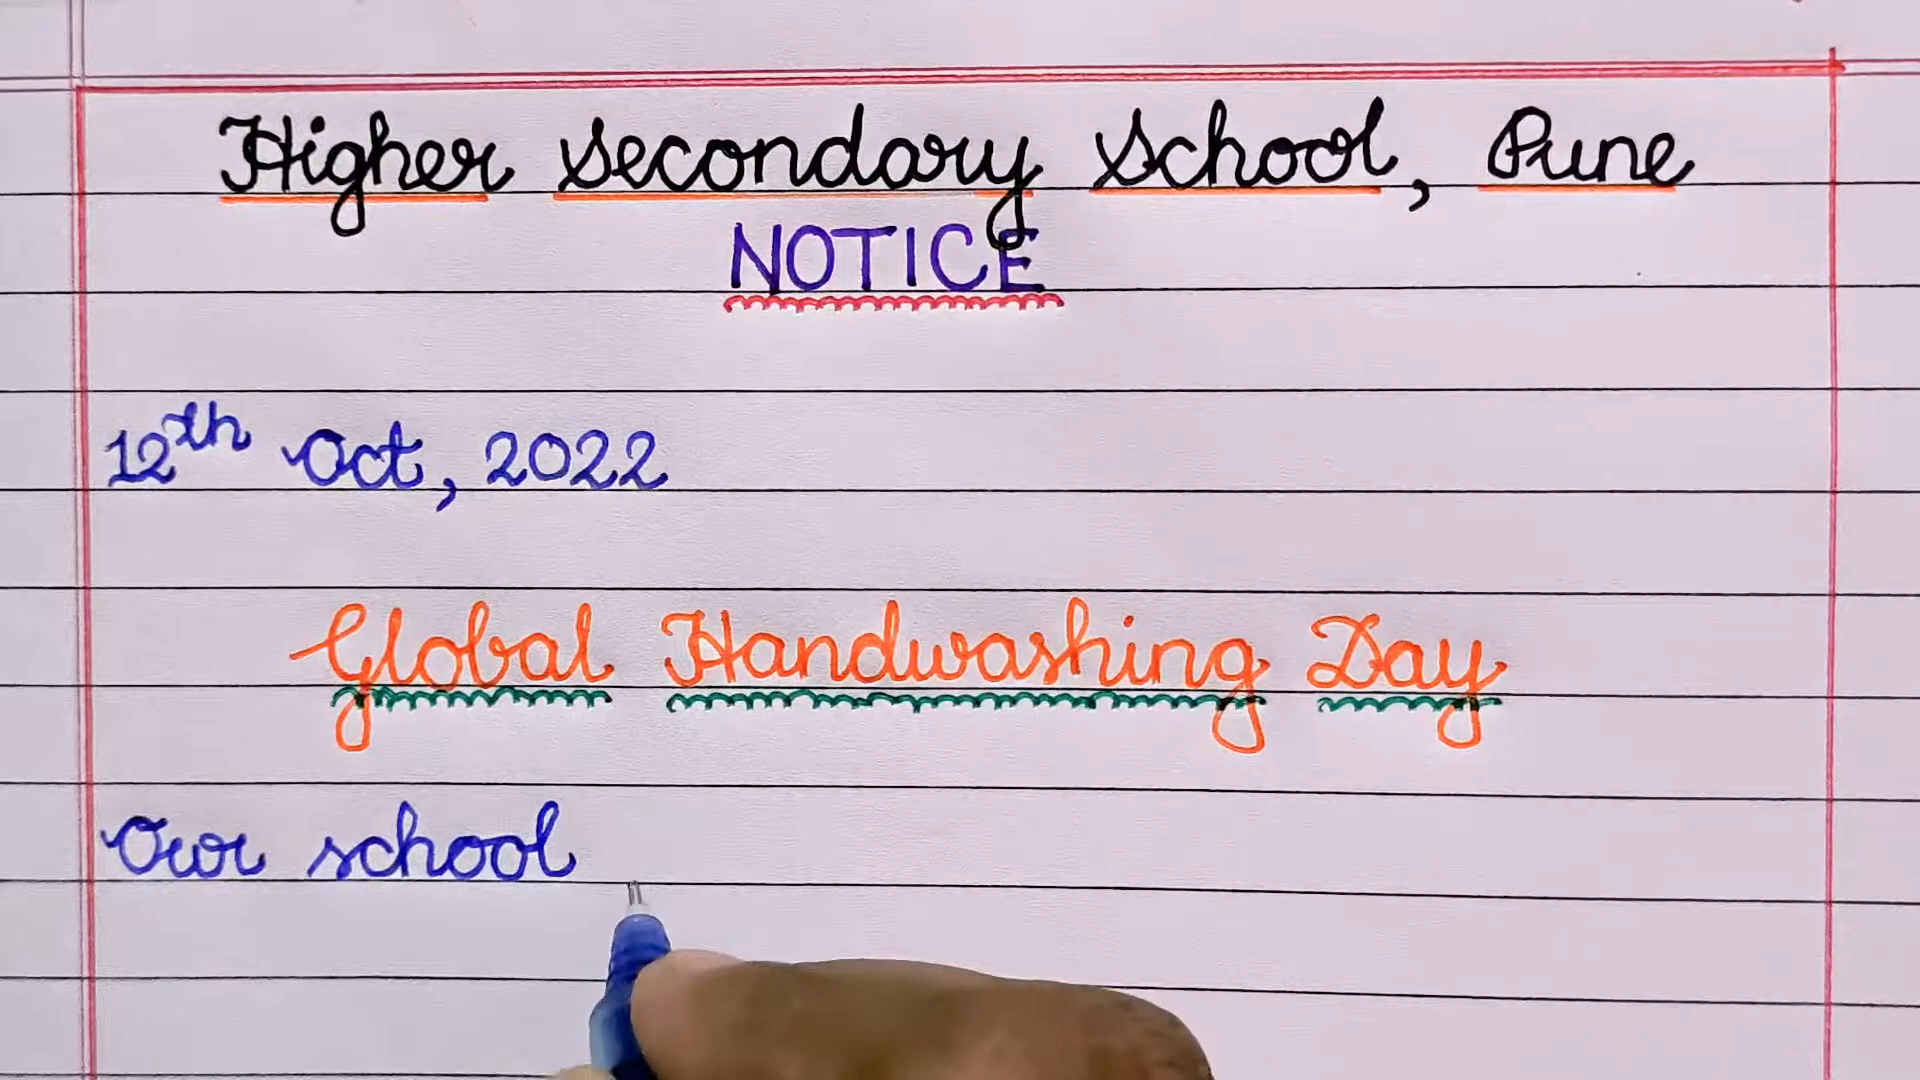 Higher Secondary School, Pune
NOTICE
12th Oct, 2022
Global Handwashing Day
Our school